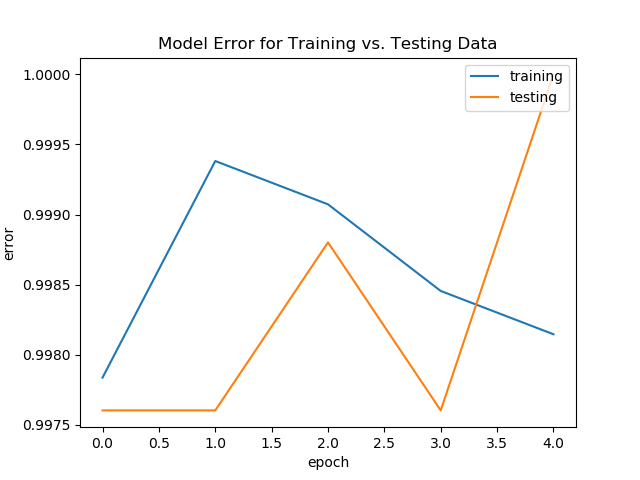 Model Error for Training vs. Testing Data
training
testing
1.0000
0.9995
0.9990
0.9985
0.9980
0.9975
error
0.0 0.5 1.0 1.5 2.0 2.5 3.0 3.5 4.0
epoch